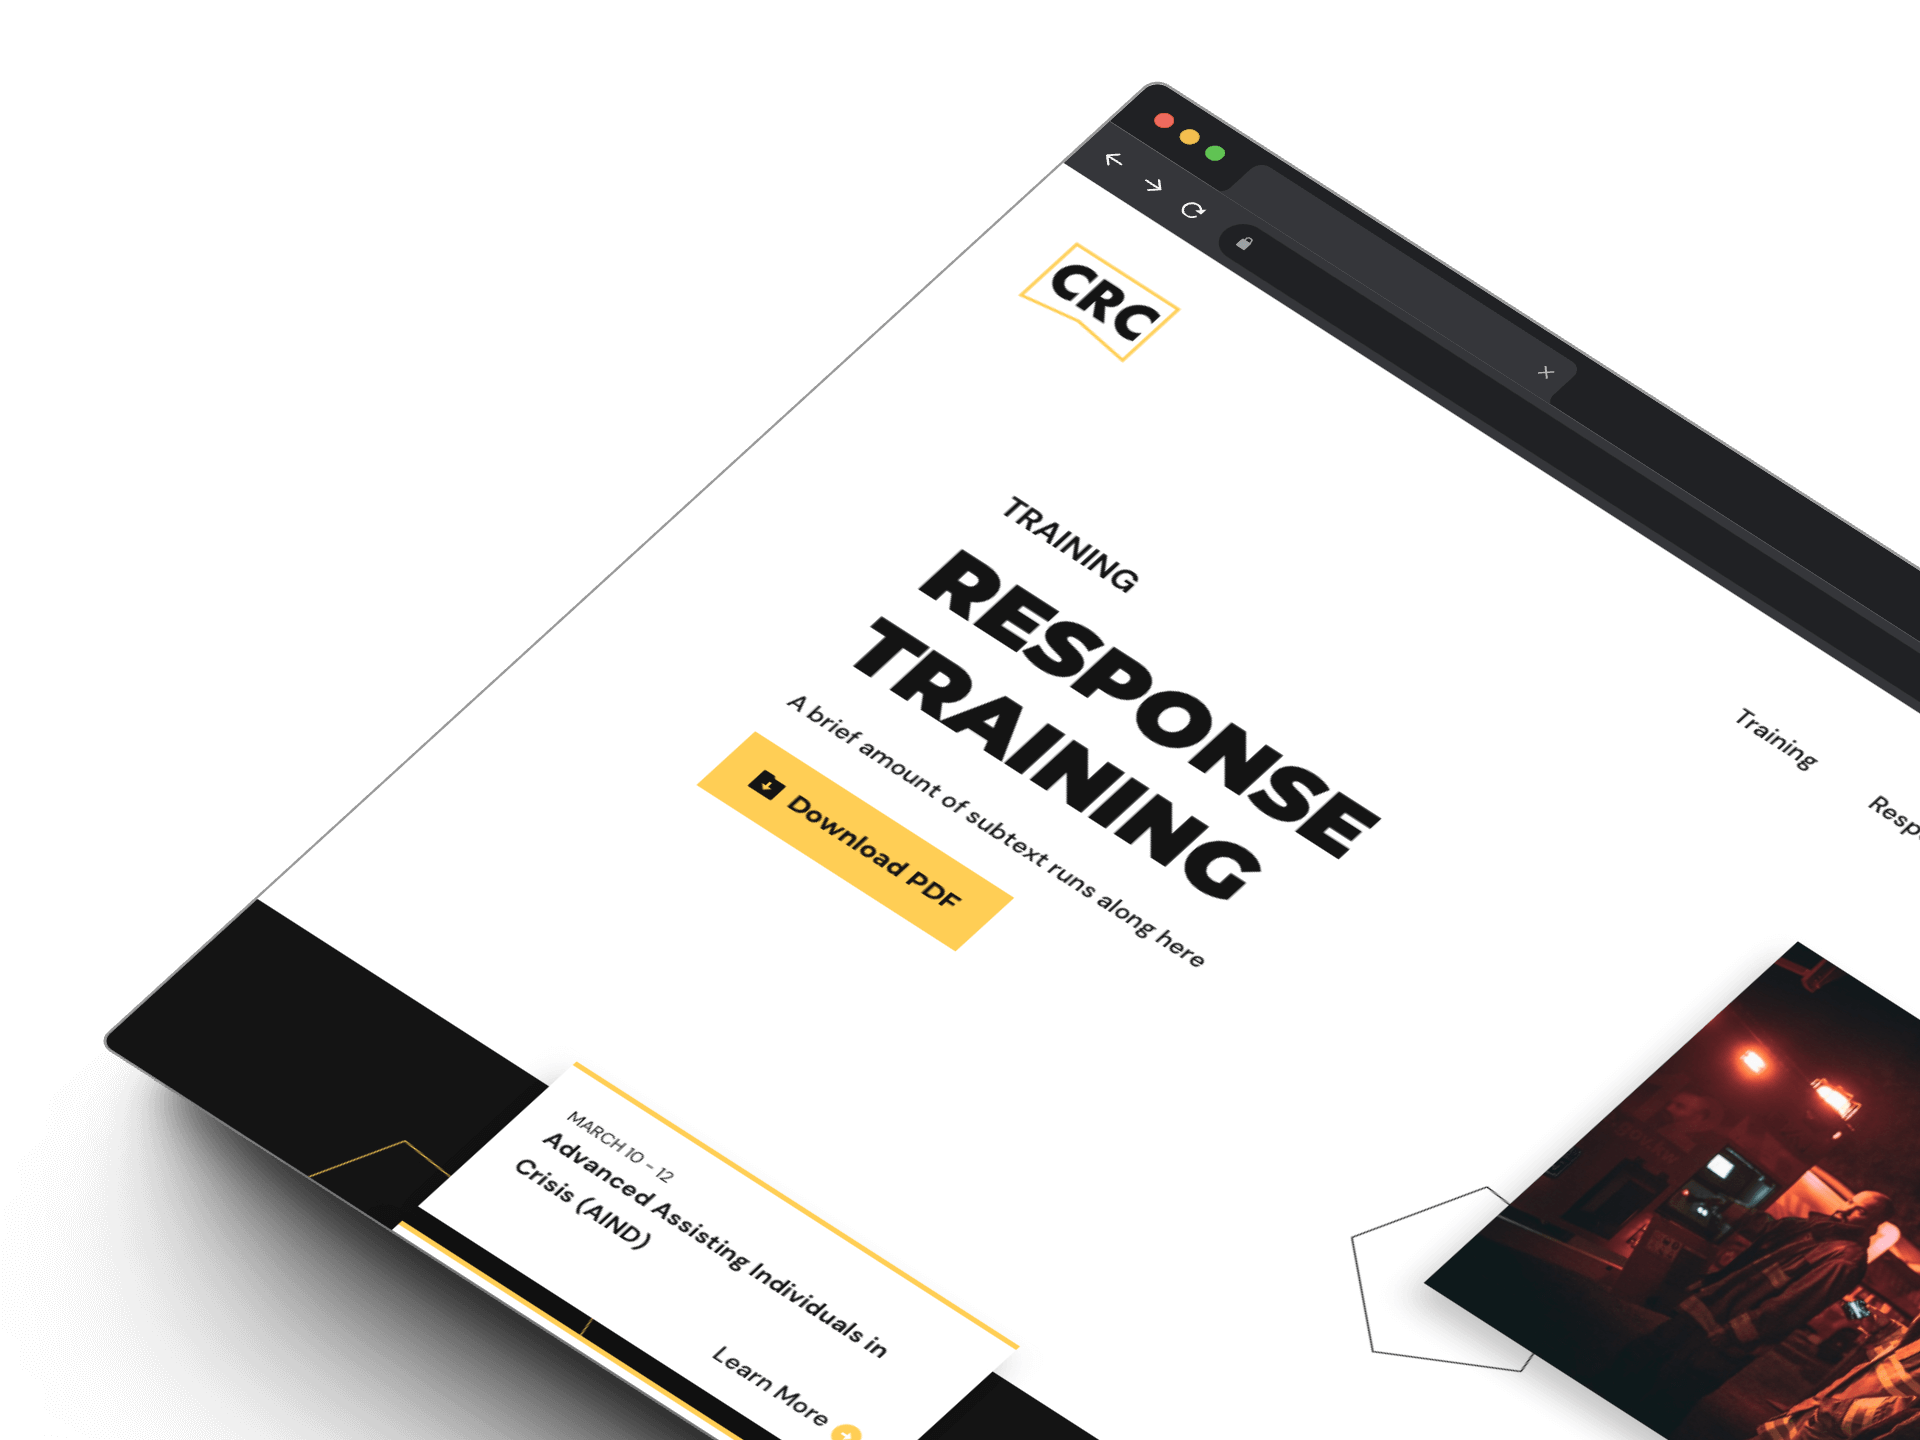 CRC
Training
TRAINING
RESPONSE
TRAINING
A brief amount of subtext runs along here
Download PDF
MARCH 10 - 12
Advanced Assisting Individuals in
Crisis (AIND)
Learn More